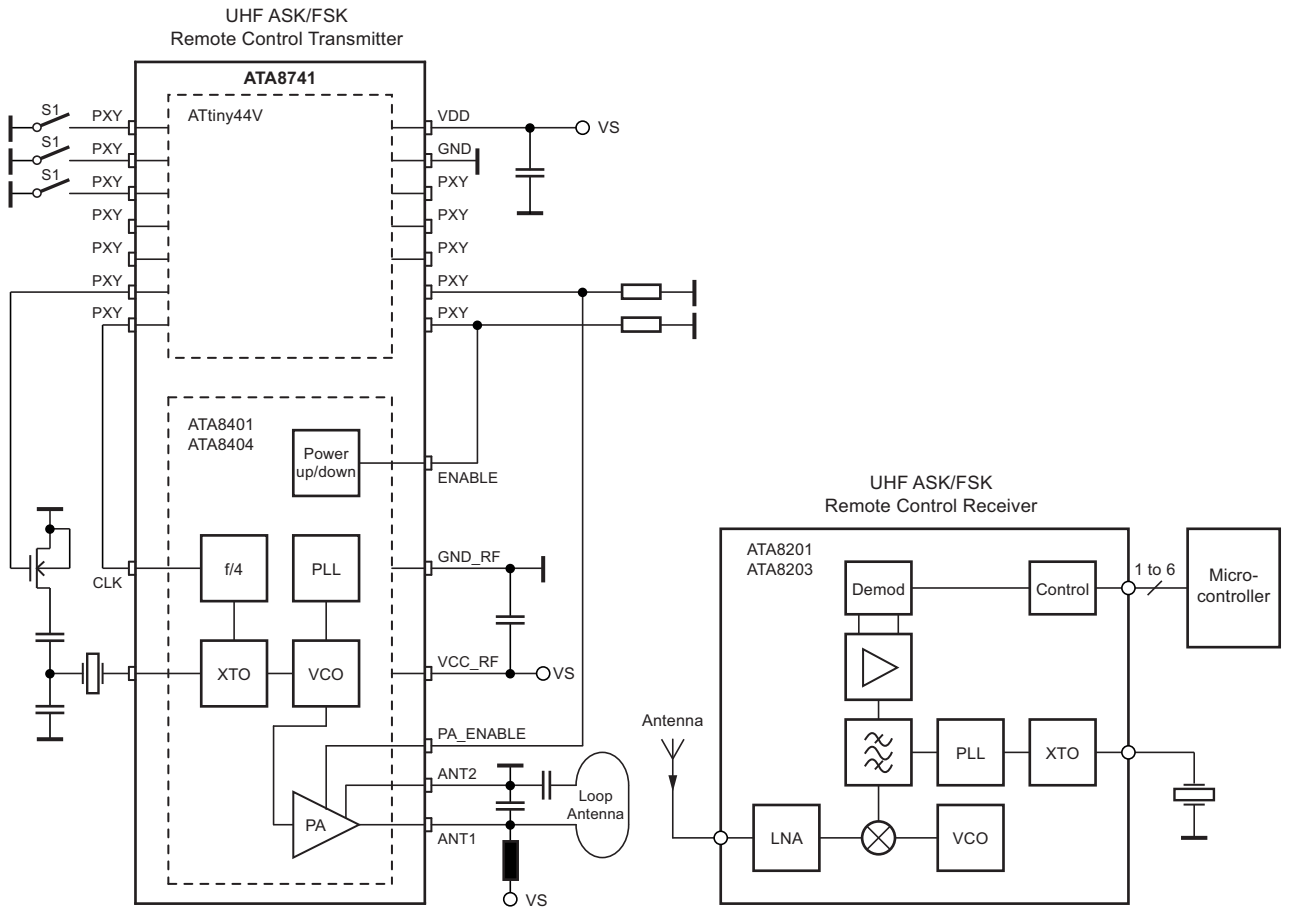 UHF ASK/FSK
Remote Control Transmitter
ATA8741
ATtiny44V
S1
PXY
VDD
VS
S1
PXY
GND
S1
PXY
PXY
PXY
PXY
PXY
PXY
PXY
PXY
PXY
PXY
ATA8401
ATA8404
Power
up/down
ENABLE
CLK
f/4
PLL
GND_RF
XTO
VCO
VCC_RF
VS
PA_ENABLE
ANT2
Loop
Antenna
PA
ANT1
VS
UHF ASK/FSK
Remote Control Receiver
ATA8201
ATA8203
Demod
Control
1 to 6
Micro-
controller
Antenna
PLL
XTO
LNA
VCO